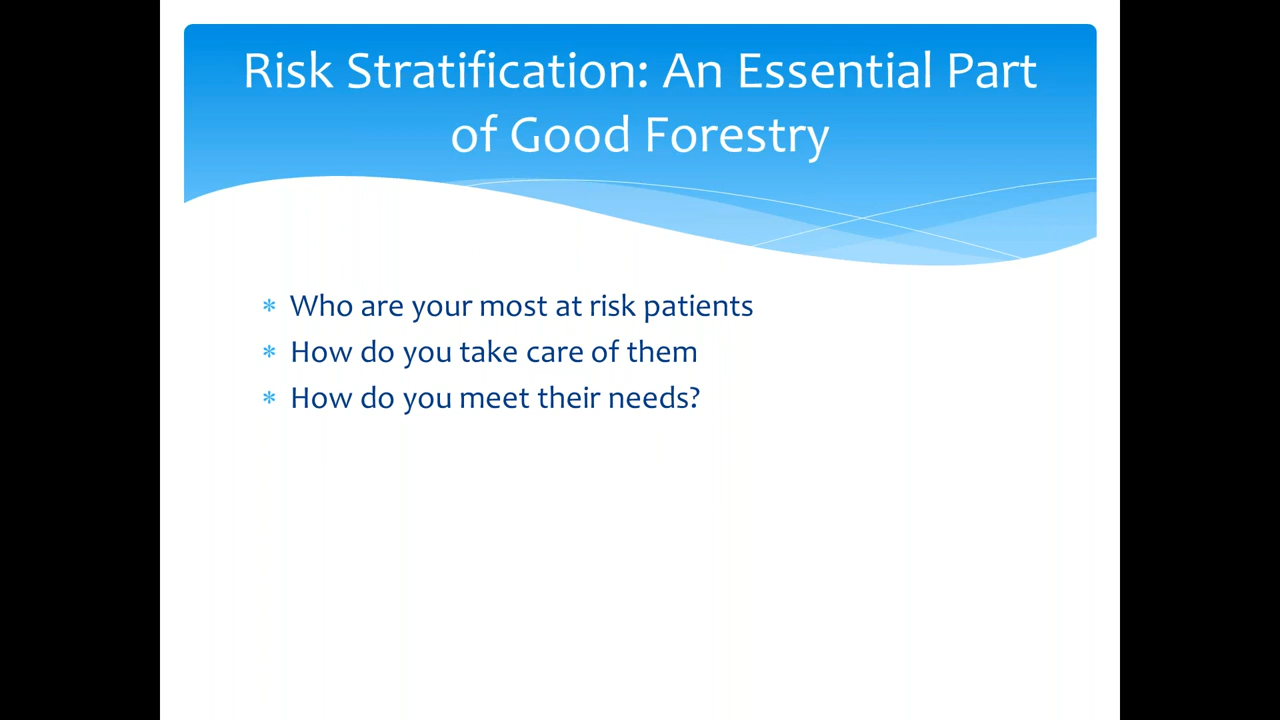 Risk Stratification: An Essential Part
of Good Forestry
* Who are your most at risk patients
* How do you take care of them
* How do you meet their needs?